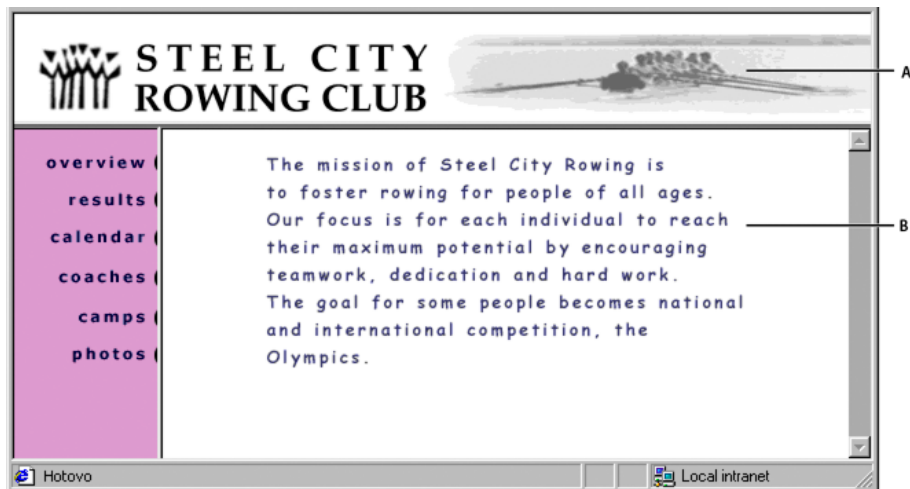 STEEL CITY
ROWING CLUB
A
overview
results
calendar
coaches
camps
photos
The mission of Steel City Rowing is
to foster rowing for people of all ages.
Our focus is for each individual to reach
their maximum potential by encouraging
teamwork, dedication and hard work.
The goal for some people becomes national
and international competition, the
Olympics.
B
Hotovo
Local intranet